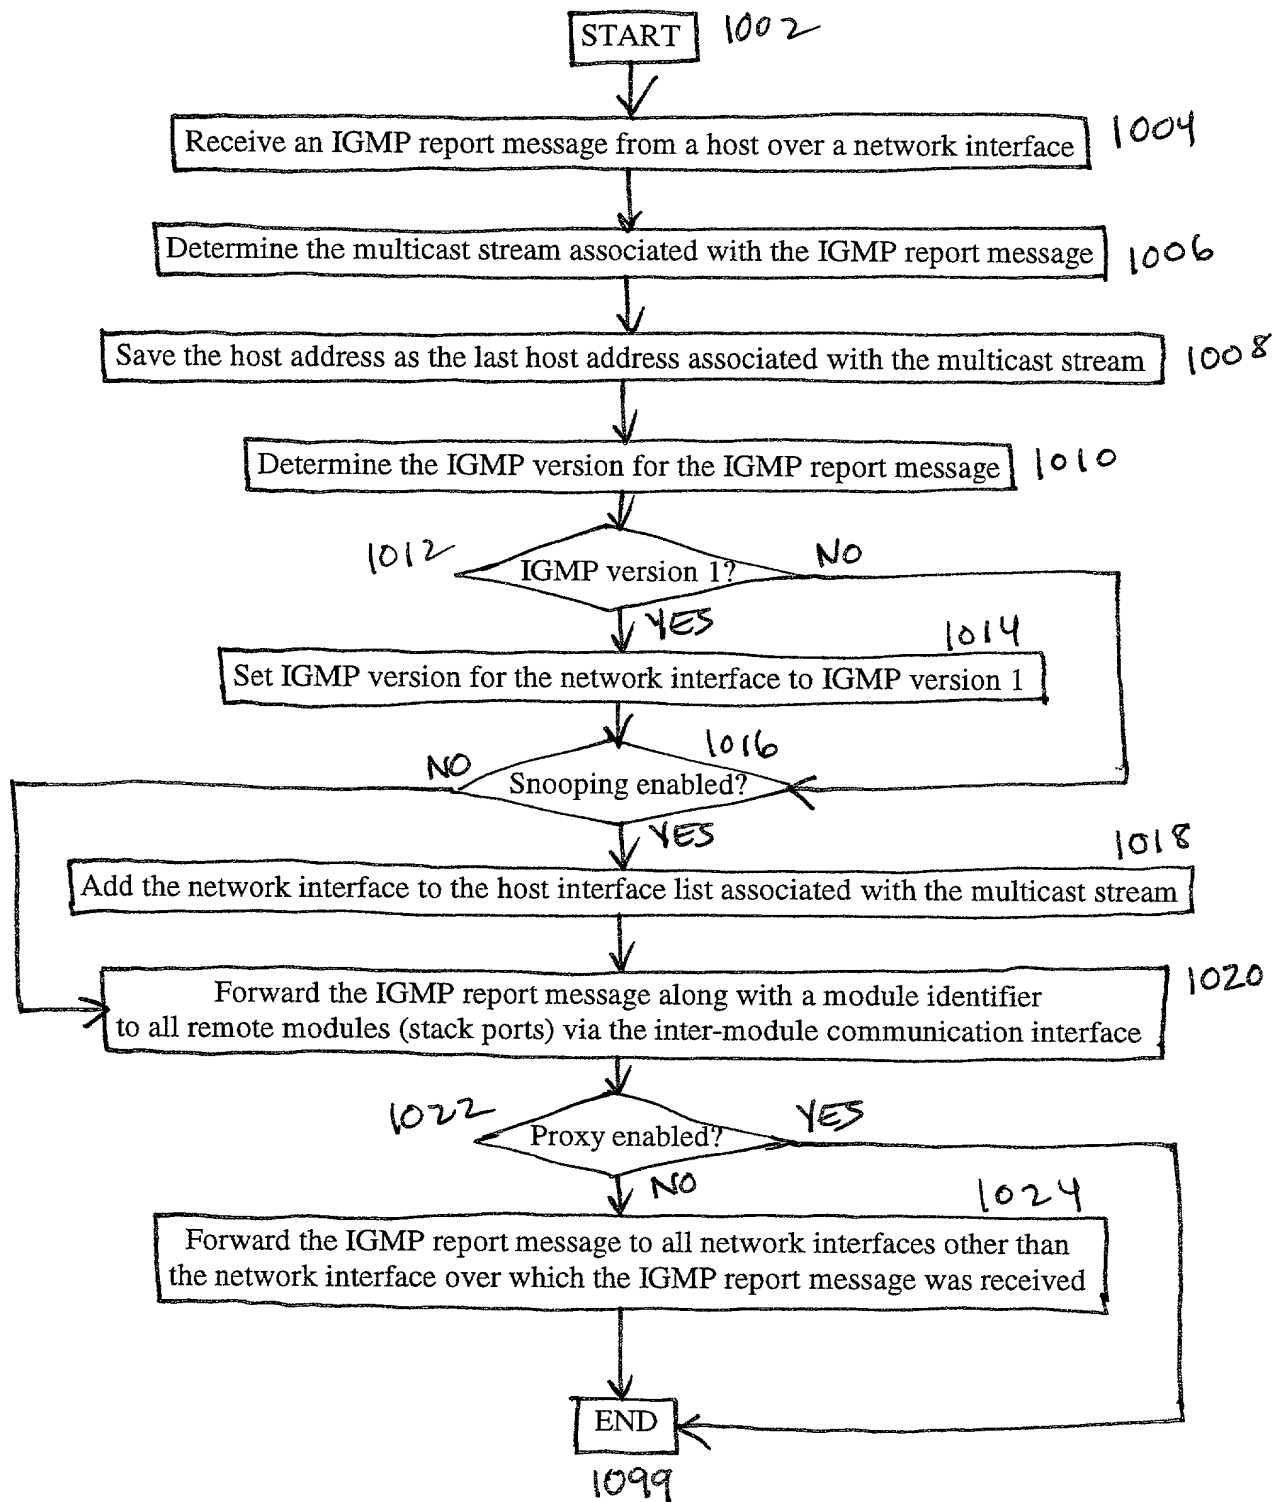 START 1002
Receive an IGMP report message from a host over a network interface 1004
Determine the multicast stream associated with the IGMP report message 1006
Save the host address as the last host address associated with the multicast stream 1008
Determine the IGMP version for the IGMP report message 1010
1012 IGMP version 1? NO
YES
1014
Set IGMP version for the network interface to IGMP version 1
1016
NO Snooping enabled?
YES
1018
Add the network interface to the host interface list associated with the multicast stream
Forward the IGMP report message along with a module identifier 1020
to all remote modules (stack ports) via the inter-module communication interface
1022 Proxy enabled? YES
NO
1024
Forward the IGMP report message to all network interfaces other than
the network interface over which the IGMP report message was received
END
1099